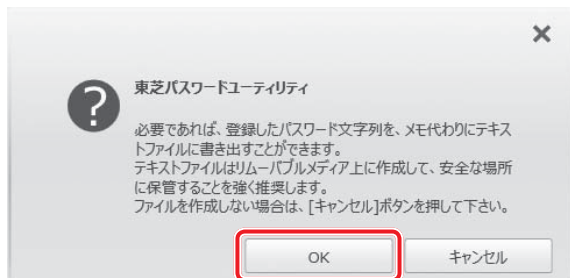 東芝パスワードユーティリティ
必要であれば、登録したパスワード文字列を、メモ代わりにテキス
トファイルに書き出すことができます。
テキストファイルはリムーバブルメディア上に作成して、安全な場所
に保管することを強く推奨します。
ファイルを作成しない場合は、[キャンセル]ボタンを押して下さい。
OK
キャンセル